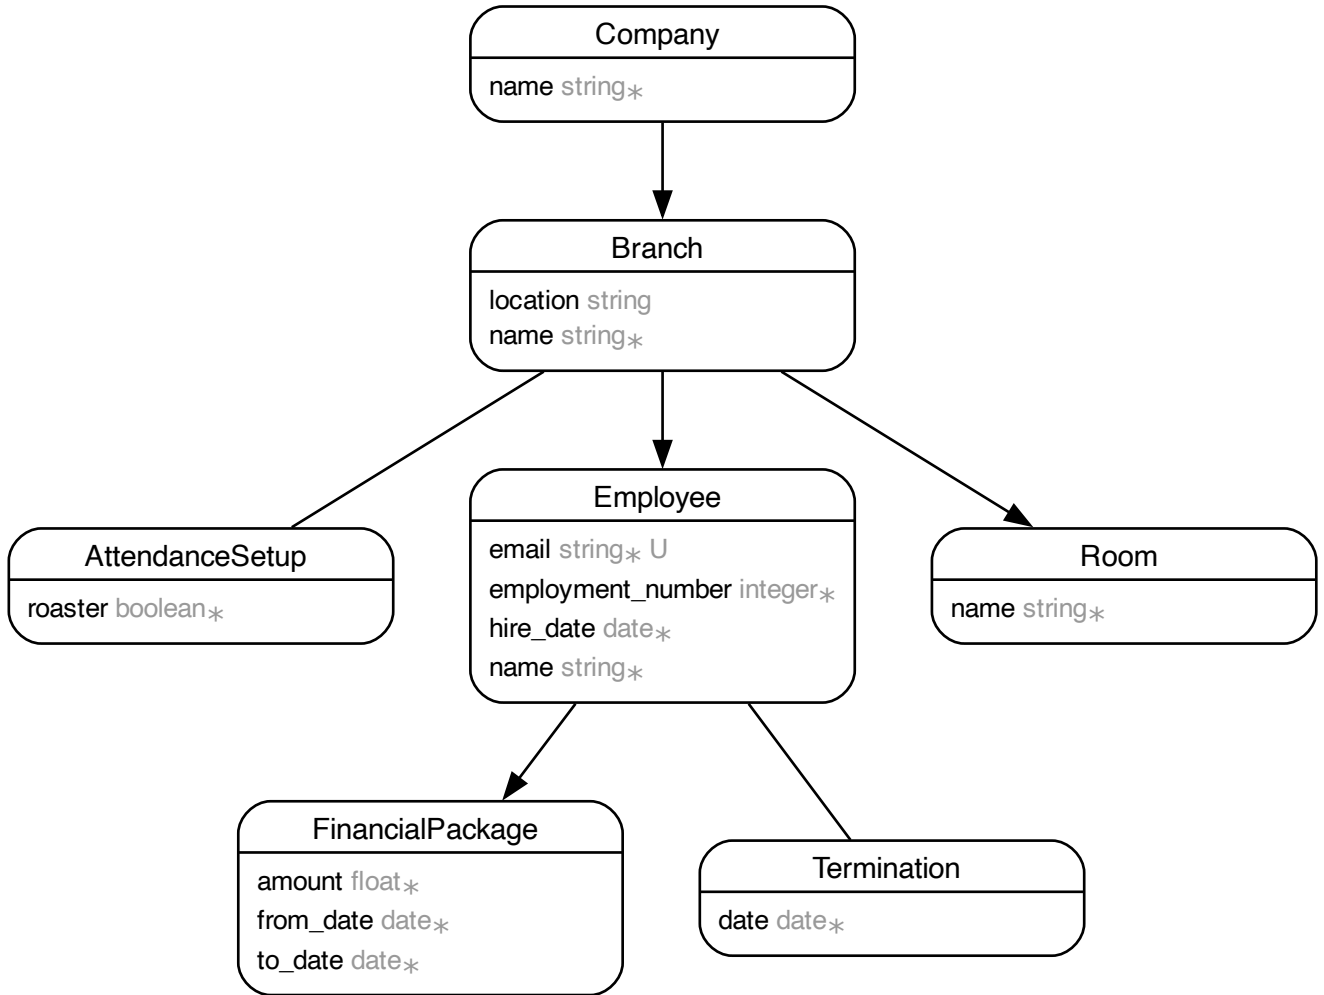 Company
name string*
Branch
location string
name string*
AttendanceSetup
roaster boolean*
Employee
email string* U
employment_number integer*
hire_date date*
name string*
Room
name string*
FinancialPackage
amount float*
from_date date*
to_date date*
Termination
date date*